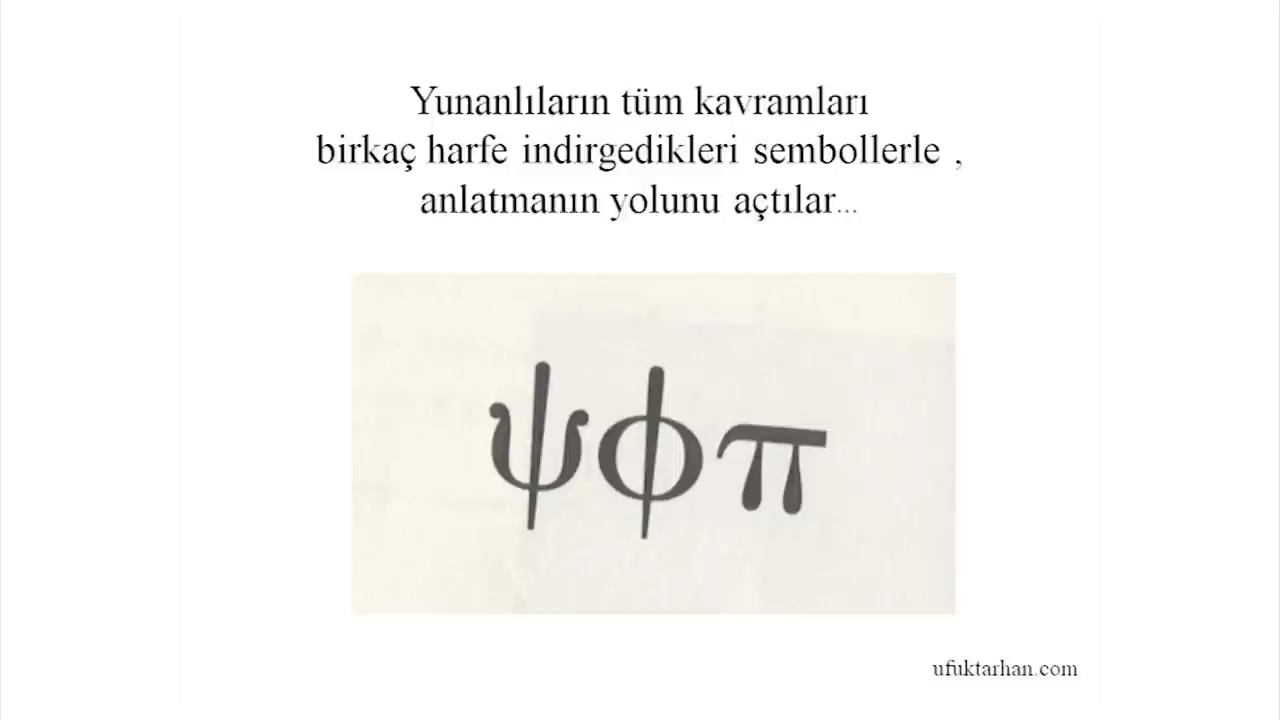 Yunanlıların tüm kavramları
birkaç harfe indirgedikleri sembollerle ,
anlatmanın yolunu açtılar...
ψφπ
ufuktarhan.com